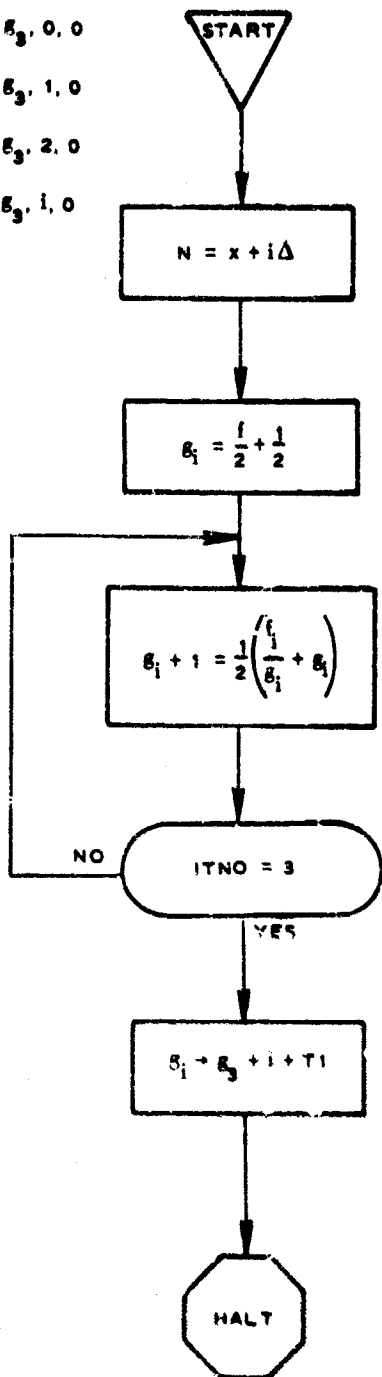 g₃, 0, 0
g₃, 1, 0
g₃, 2, 0
g₃, i, 0
START
N = x + iΔ
gᵢ = f/2 + 1/2
gᵢ + 1 = 1/2 (fᵢ/gᵢ + gᵢ)
NO
ITNO = 3
YES
gᵢ → g₃ + i + T1
HALT